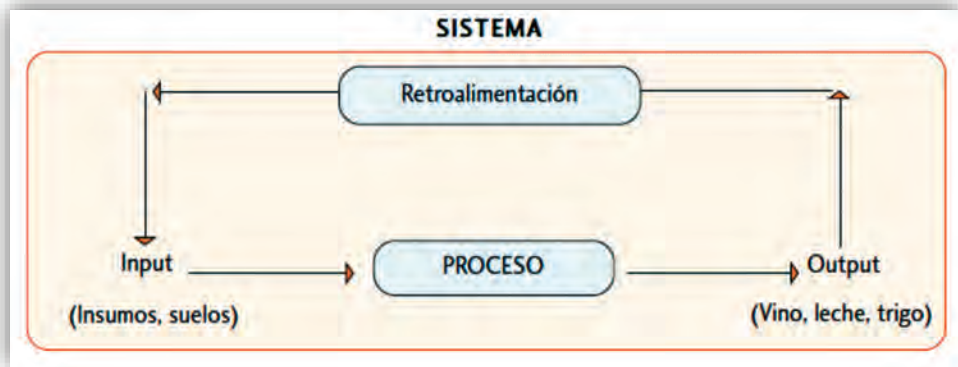 SISTEMA
Retroalimentación
Input
PROCESO
Output
(Insumos, suelos)
(Vino, leche, trigo)